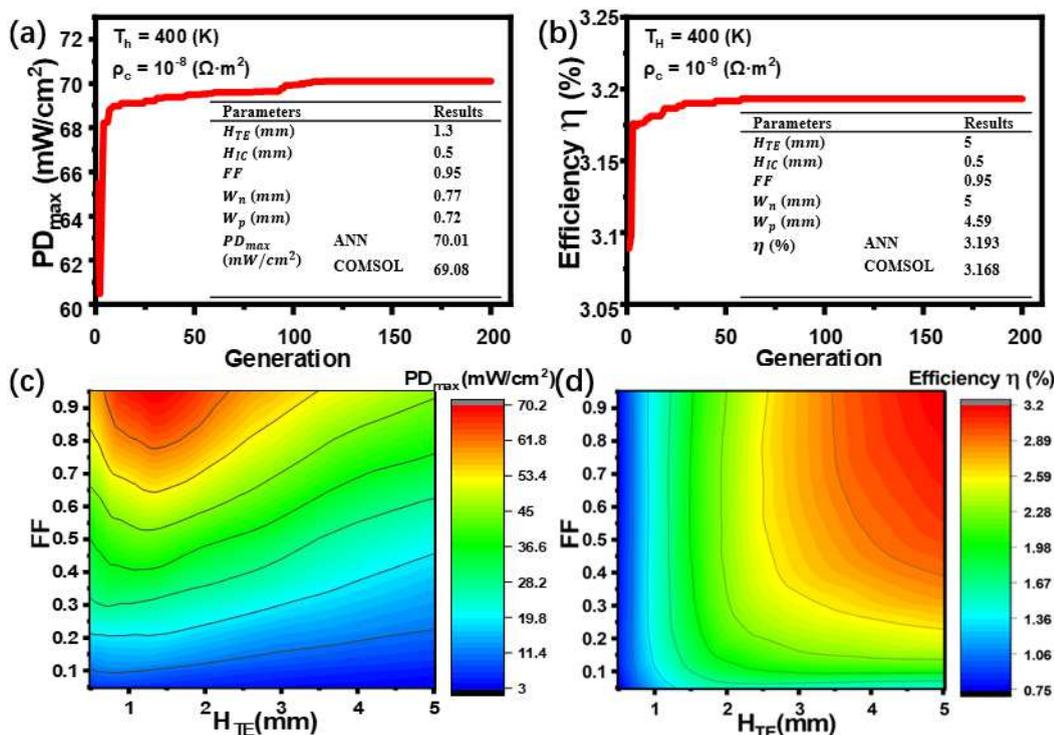 (a)
72
70
68
66
64
62
60
PD_max (mW/cm²)
T_h = 400 (K)
ρ_c = 10⁻⁸ (Ω·m²)
Parameters Results
H_TE (mm) 1.3
H_IC (mm) 0.5
FF 0.95
W_n (mm) 0.77
W_p (mm) 0.72
PD_max ANN 70.01
(mW/cm²) COMSOL 69.08
0 50 100 150 200
Generation
(b)
3.25
3.2
3.15
3.1
3.05
Efficiency η (%)
T_H = 400 (K)
ρ_c = 10⁻⁸ (Ω·m²)
Parameters Results
H_TE (mm) 5
H_IC (mm) 0.5
FF 0.95
W_n (mm) 5
W_p (mm) 4.59
η (%) ANN 3.193
COMSOL 3.168
0 50 100 150 200
Generation
(c)
PD_max (mW/cm²)
0.9
0.8
0.7
0.6
0.5
0.4
0.3
0.2
0.1
FF
1 2 3 4 5
H_TE(mm)
70.2
61.8
53.4
45
36.6
28.2
19.8
11.4
3
(d)
Efficiency η (%)
0.9
0.8
0.7
0.6
0.5
0.4
0.3
0.2
0.1
FF
1 2 3 4 5
H_TE(mm)
3.2
2.89
2.59
2.28
1.97
1.67
1.36
1.06
0.75